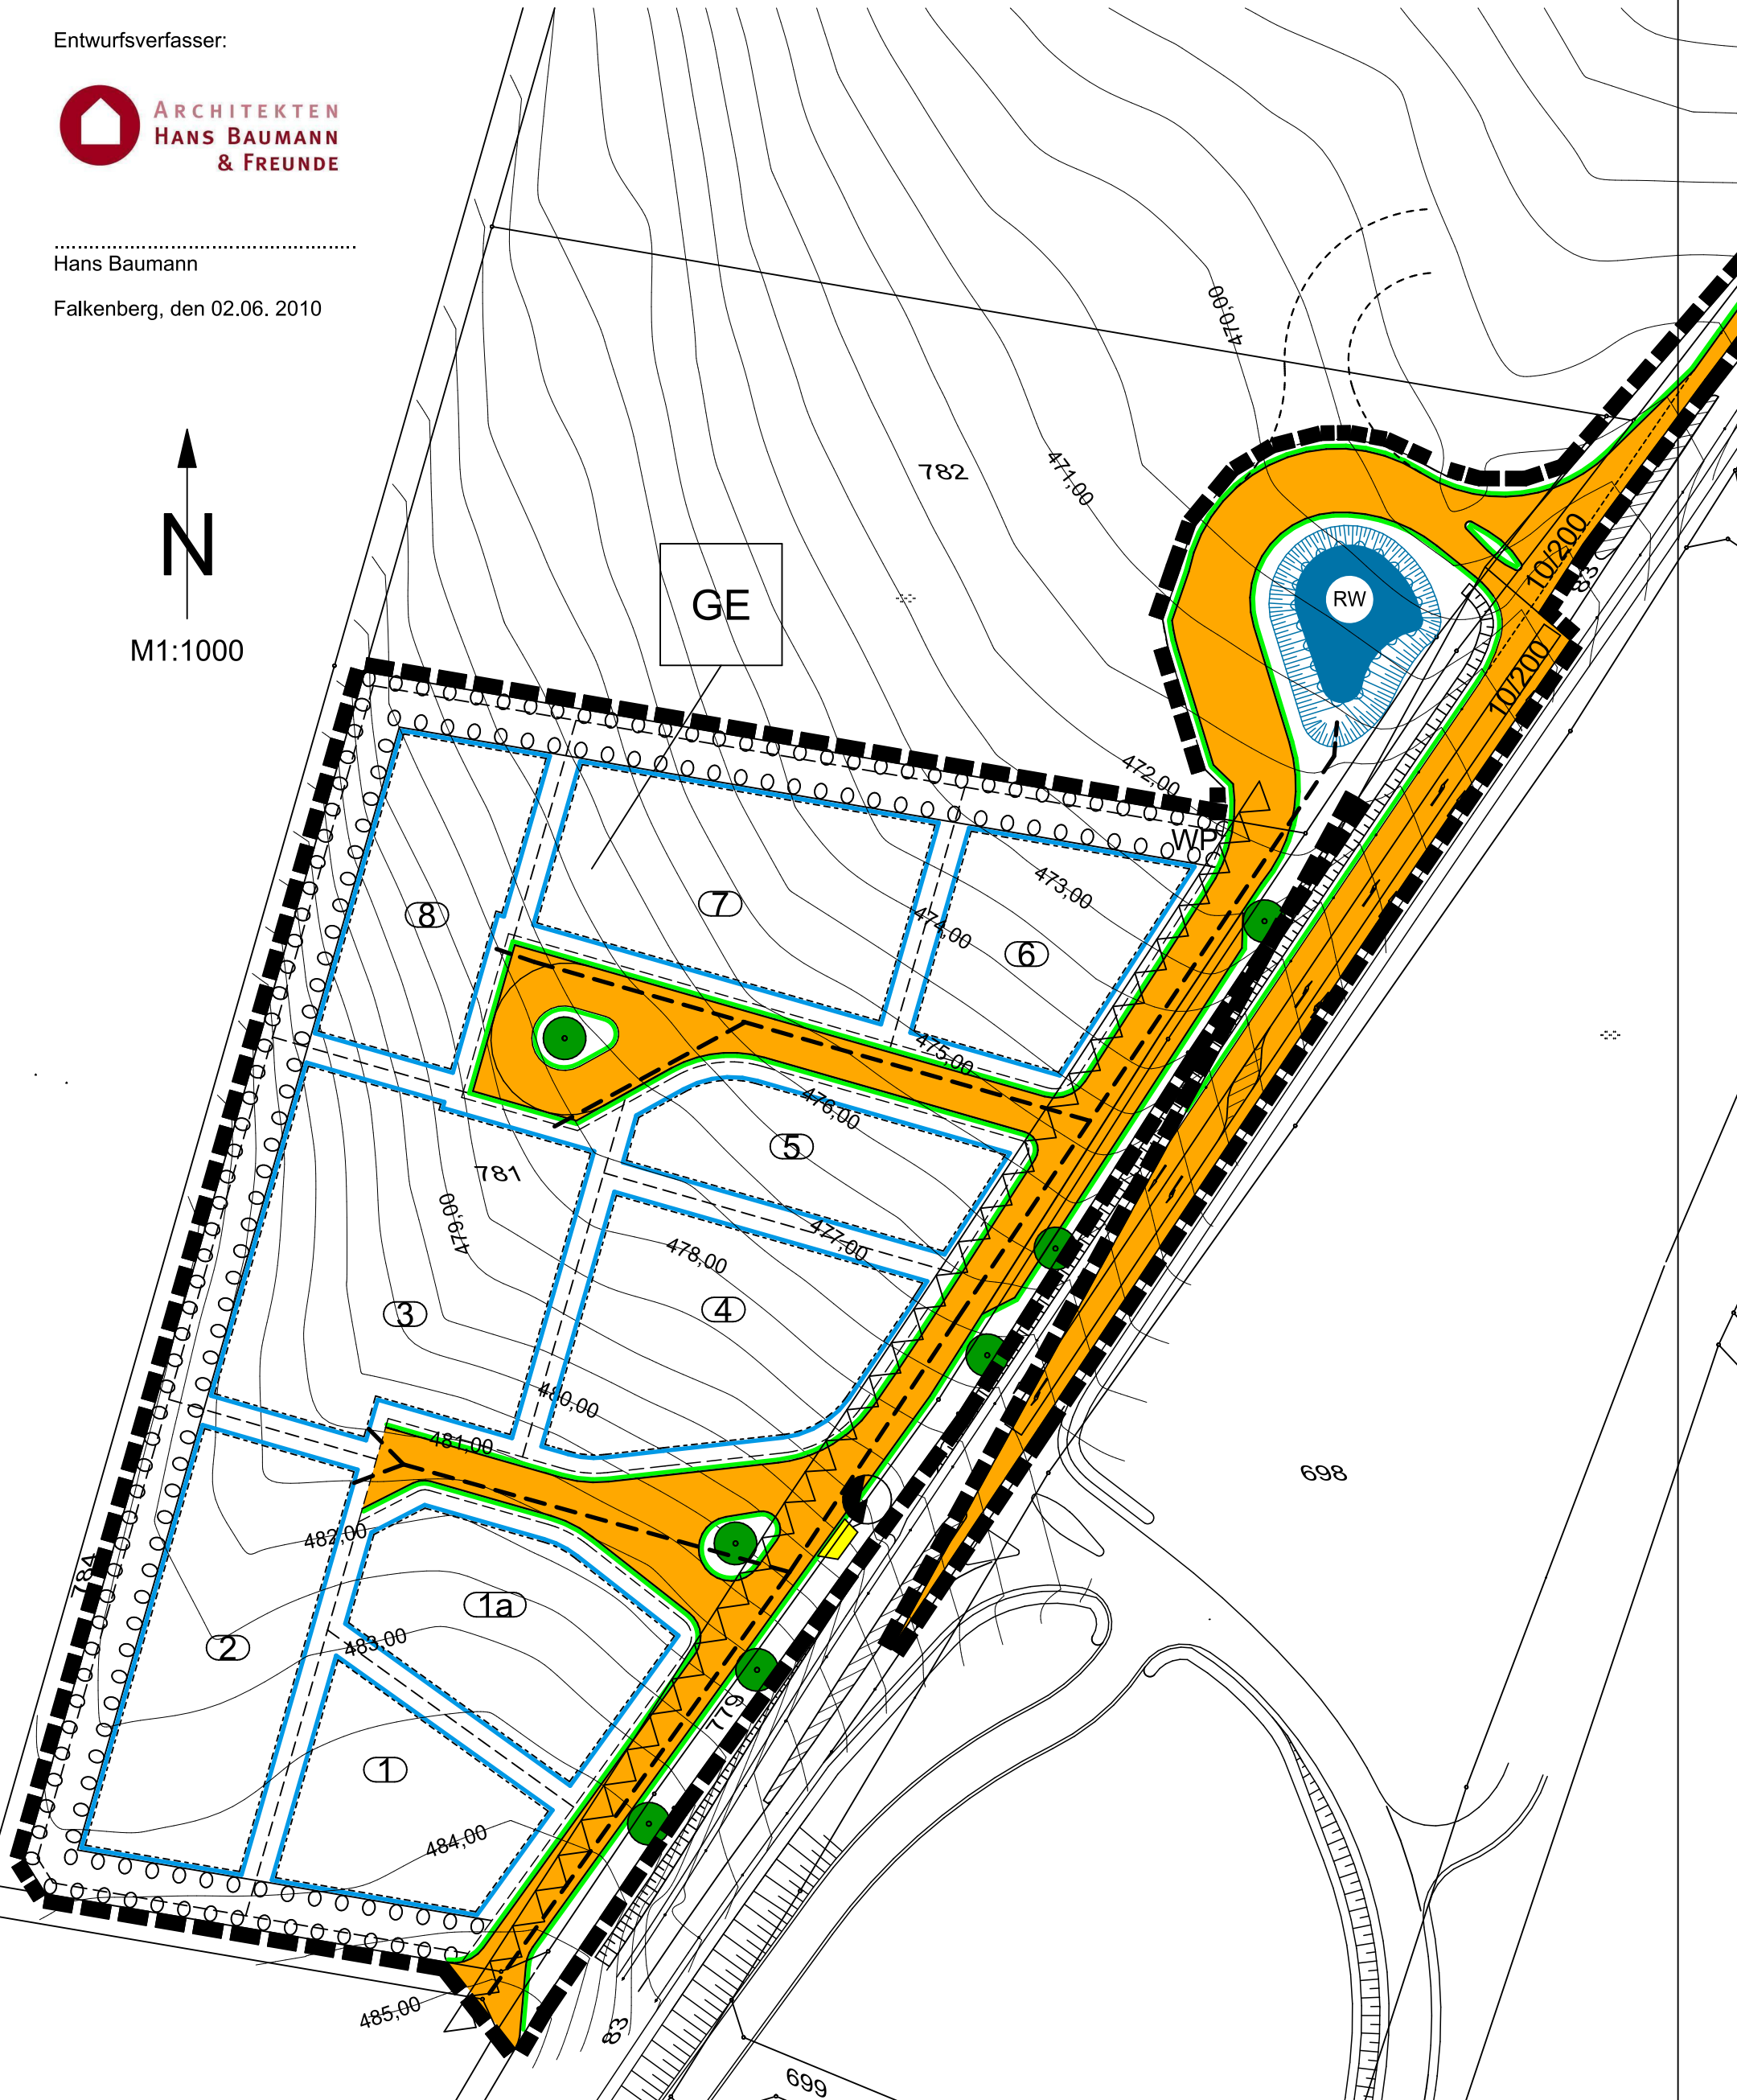 Entwurfsverfasser:
ARCHITEKTEN
HANS BAUMANN
& FREUNDE
Hans Baumann
Falkenberg, den 02.06. 2010
N
M1:1000
470,00
782
471,00
GE
10/200
83
RW
10/200
472,00
WP
473,00
8
7
474,00
6
475,00
476,00
5
781
479,00
477,00
478,00
3
4
480,00
481,00
698
482,00
784
1a
483,00
2
779
1
484,00
485,00
83
699